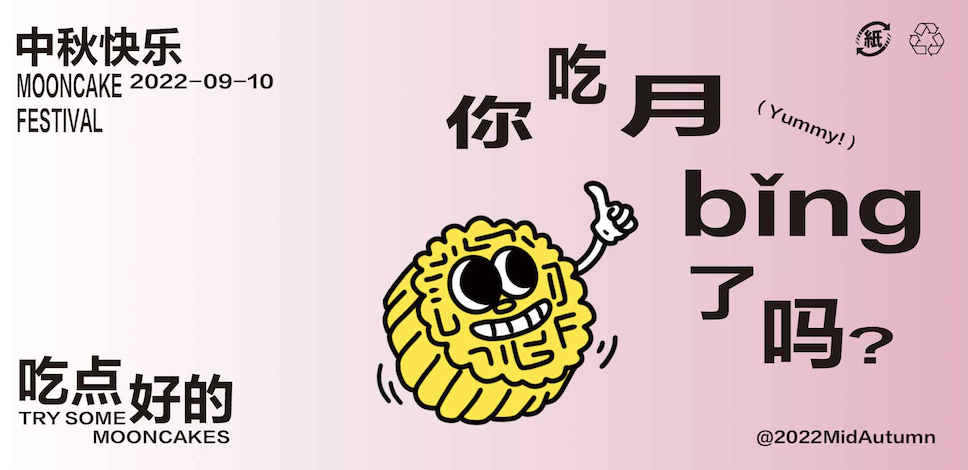 中秋快乐
MOONCAKE 2022-09-10
FESTIVAL
紙
你吃月
(Yummy!)
bǐng
了
吗?
吃点好的
TRY SOME
MOONCAKES
@2022MidAutumn